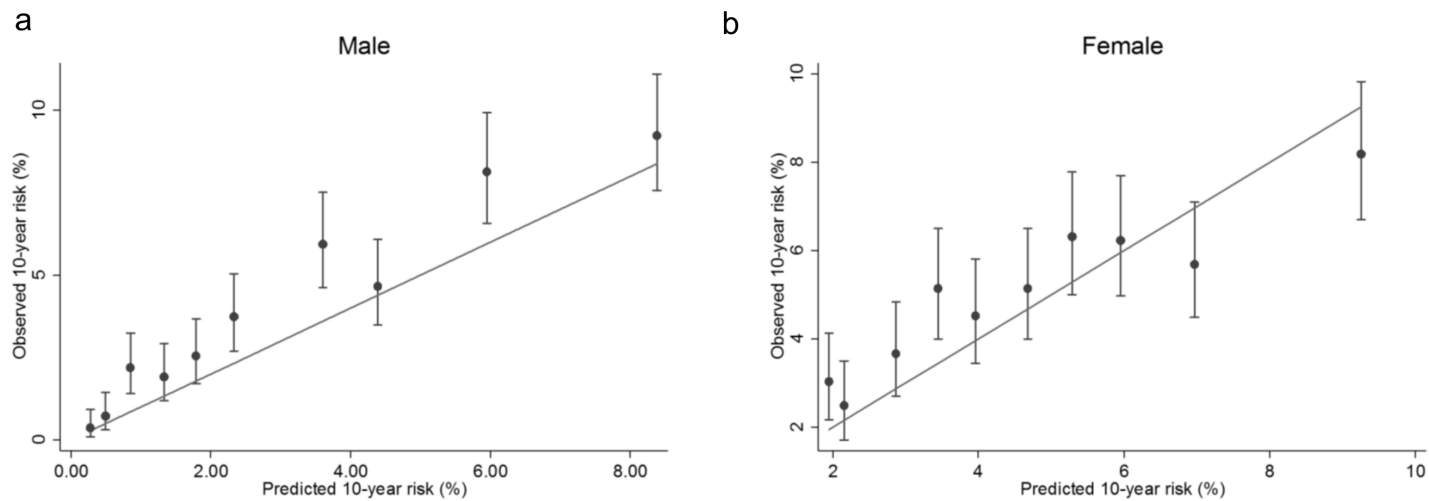 a
Male
Observed 10-year risk (%)
10
5
0
0.00 2.00 4.00 6.00 8.00
Predicted 10-year risk (%)
b
Female
Observed 10-year risk (%)
10
8
6
4
2
2 4 6 8 10
Predicted 10-year risk (%)